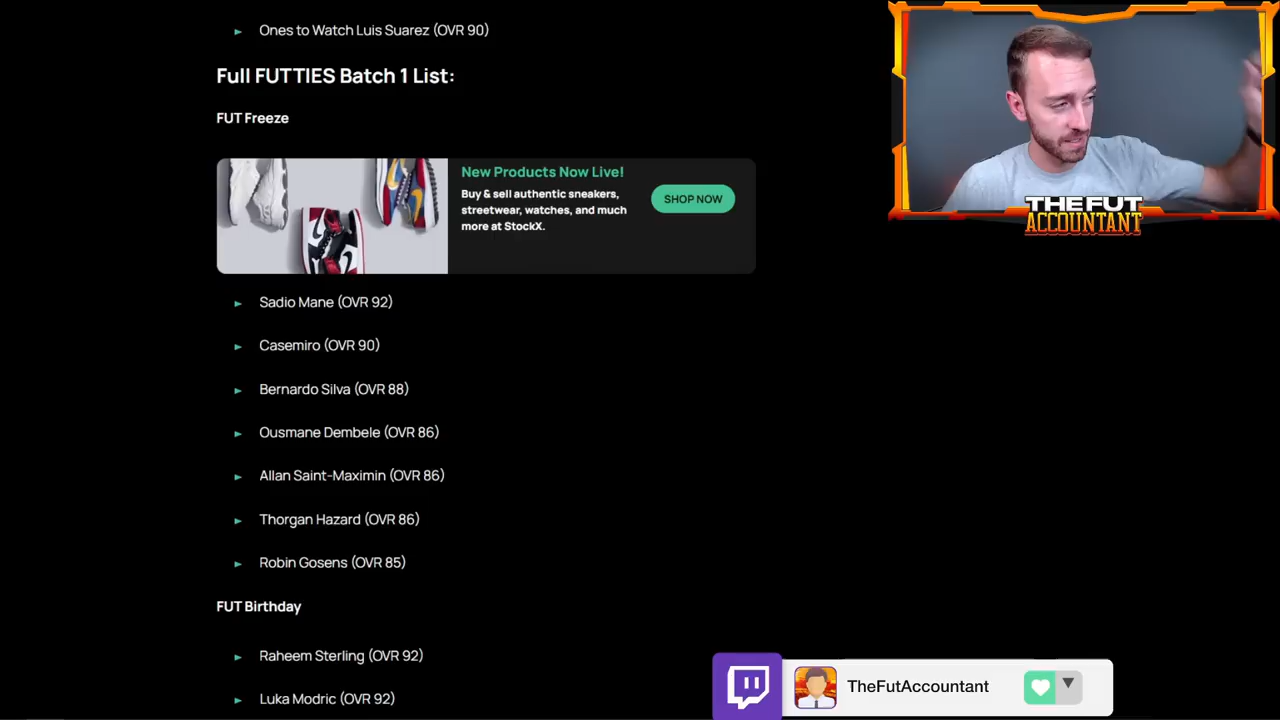 ► Ones to Watch Luis Suarez (OVR 90)
Full FUTTIES Batch 1 List:
FUT Freeze
New Products Now Live!
Buy & sell authentic sneakers,
streetwear, watches, and much
more at StockX.
SHOP NOW
► Sadio Mane (OVR 92)
► Casemiro (OVR 90)
► Bernardo Silva (OVR 88)
► Ousmane Dembele (OVR 86)
► Allan Saint-Maximin (OVR 86)
► Thorgan Hazard (OVR 86)
► Robin Gosens (OVR 85)
FUT Birthday
► Raheem Sterling (OVR 92)
► Luka Modric (OVR 92)
THE FUT
ACCOUNTANT
TheFutAccountant